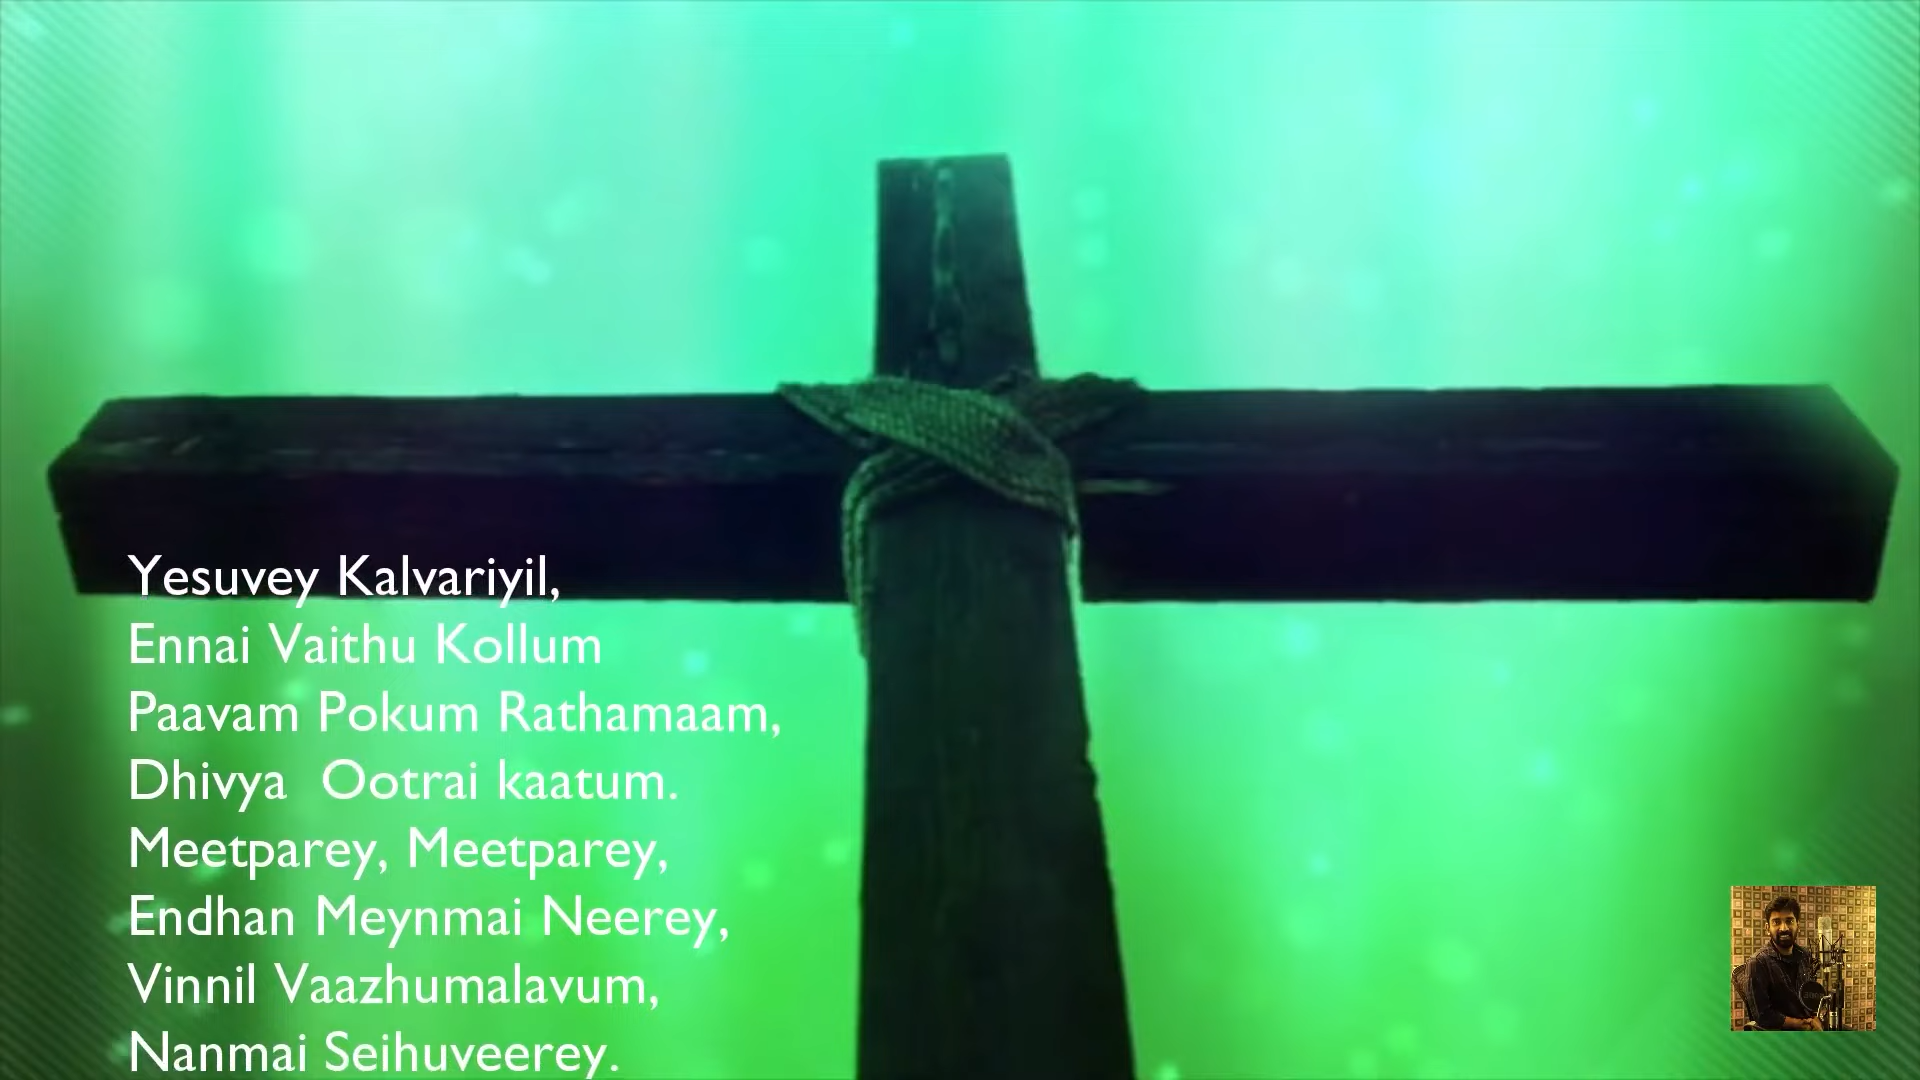 Yesuvey Kalvariyil,
Ennai Vaithu Kollum
Paavam Pokum Rathamaam,
Dhivya  Ootrai kaatum.
Meetparey, Meetparey,
Endhan Meynmai Neerey,
Vinnil Vaazhumalavum,
Nanmai Seihuveerey.